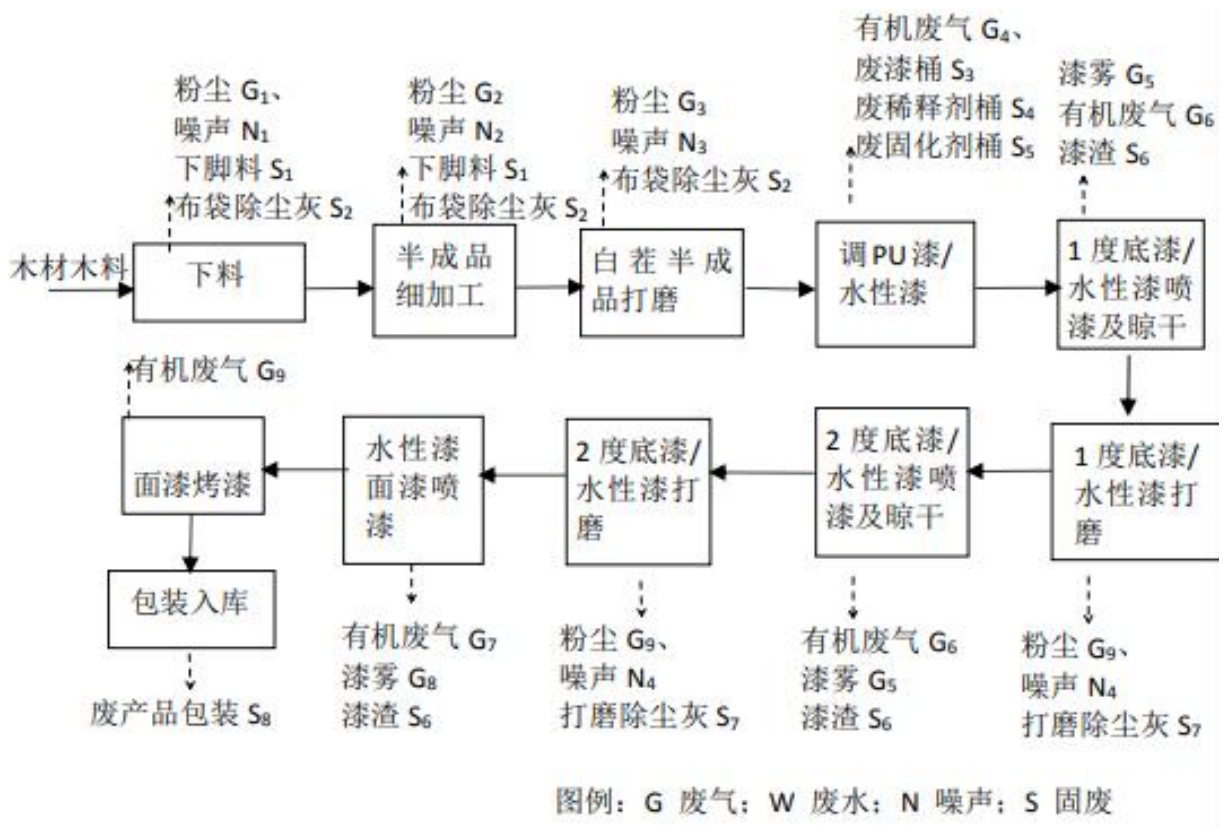 粉尘 G₁、
噪声 N₁
下脚料 S₁
布袋除尘灰 S₂
粉尘 G₂
噪声 N₂
下脚料 S₁
布袋除尘灰 S₂
粉尘 G₃
噪声 N₃
布袋除尘灰 S₂
有机废气 G₄、
废漆桶 S₃
废稀释剂桶 S₄
废固化剂桶 S₅
漆雾 G₅
有机废气 G₆
漆渣 S₆
木材木料
下料
半成品
细加工
白茬半成
品打磨
调PU漆/
水性漆
1度底漆/
水性漆喷
漆及晾干
有机废气 G₉
面漆烤漆
水性漆
面漆喷
漆
2度底漆/
水性漆打
磨
2度底漆/
水性漆喷
漆及晾干
1度底漆/
水性漆打
磨
包装入库
废产品包装 S₈
有机废气 G₇
漆雾 G₈
漆渣 S₆
粉尘 G₉、
噪声 N₄
打磨除尘灰 S₇
有机废气 G₆
漆雾 G₅
漆渣 S₆
粉尘 G₉、
噪声 N₄
打磨除尘灰 S₇
图例：G 废气；W 废水；N 噪声；S 固废